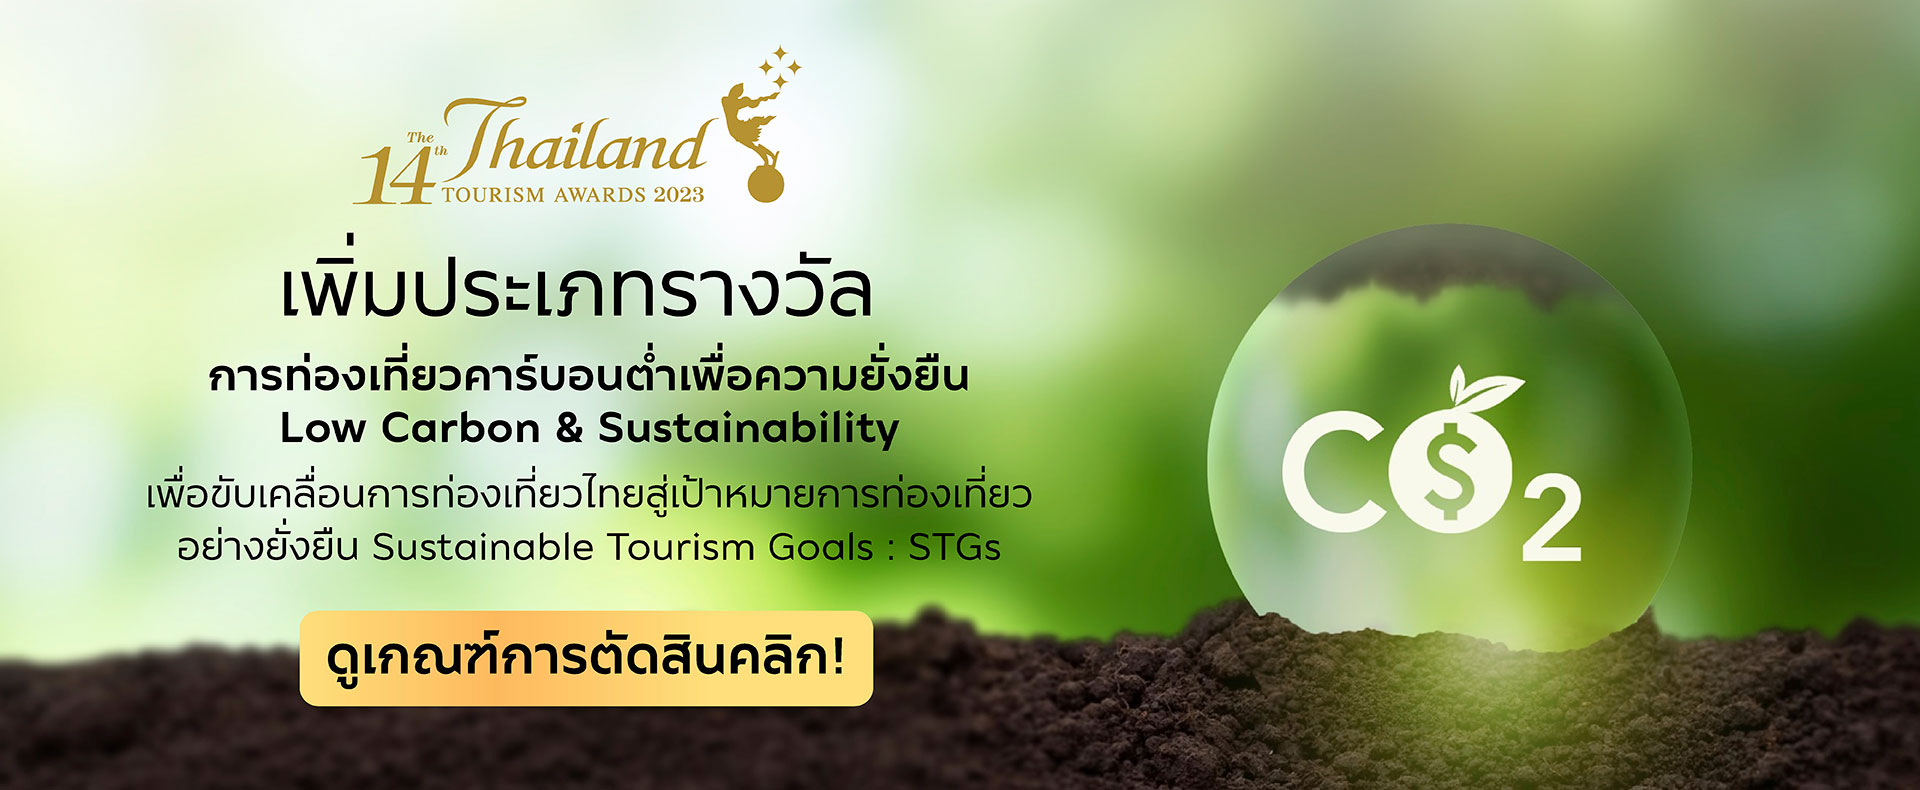 The 14th Thailand
TOURISM AWARDS 2023
เพิ่มประเภทรางวัล
การท่องเที่ยวคาร์บอนต่ำเพื่อความยั่งยืน
Low Carbon & Sustainability
เพื่อขับเคลื่อนการท่องเที่ยวไทยสู่เป้าหมายการท่องเที่ยว
อย่างยั่งยืน Sustainable Tourism Goals : STGs
ดูเกณฑ์การตัดสินคลิก!
CO$2